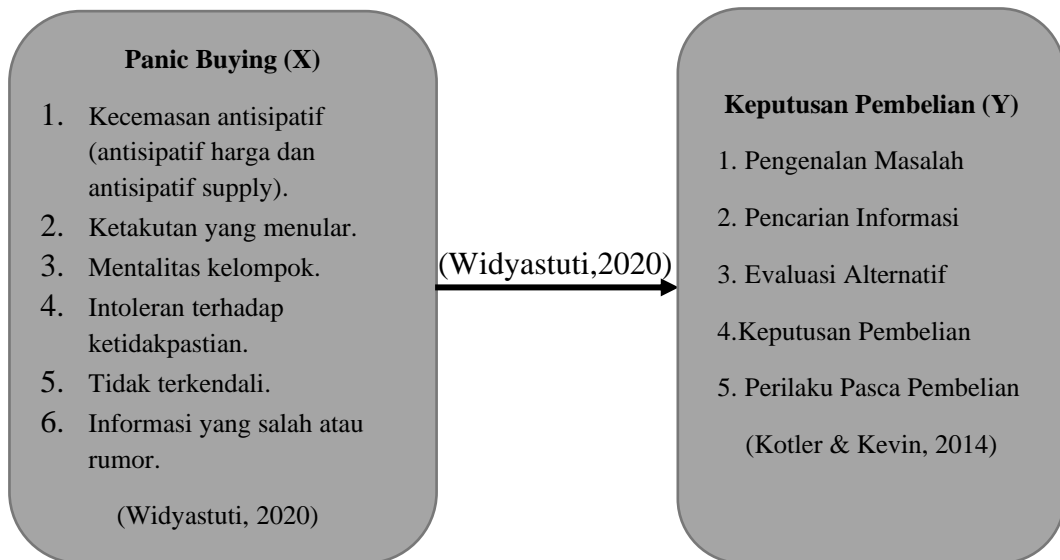 Panic Buying (X)
1. Kecemasan antisipatif
(antisipatif harga dan
antisipatif supply).
2. Ketakutan yang menular.
3. Mentalitas kelompok.
4. Intoleran terhadap
ketidakpastian.
5. Tidak terkendali.
6. Informasi yang salah atau
rumor.
(Widyastuti, 2020)
(Widyastuti,2020)
Keputusan Pembelian (Y)
1. Pengenalan Masalah
2. Pencarian Informasi
3. Evaluasi Alternatif
4.Keputusan Pembelian
5. Perilaku Pasca Pembelian
(Kotler & Kevin, 2014)